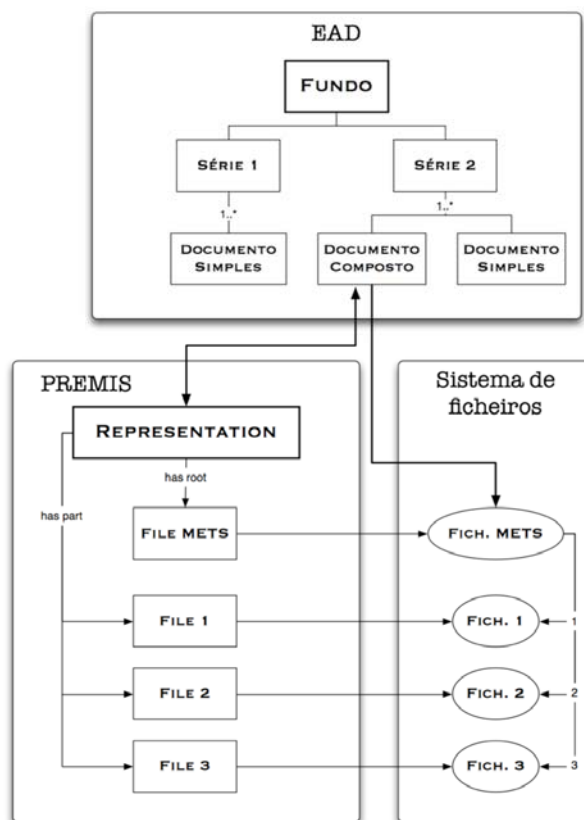 EAD
FUNDO
SÉRIE 1
SÉRIE 2
1..*
1..*
DOCUMENTO
SIMPLES
DOCUMENTO
COMPOSTO
DOCUMENTO
SIMPLES
PREMIS
REPRESENTATION
has root
has part
FILE METS
FILE 1
FILE 2
FILE 3
Sistema de
ficheiros
FICH. METS
FICH. 1
1
FICH. 2
2
FICH. 3
3